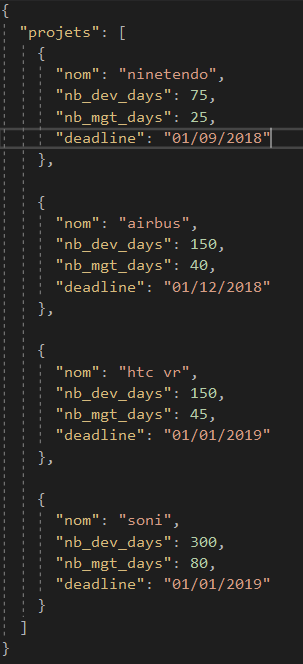 {
"projets": [
{
"nom": "ninetendo",
"nb_dev_days": 75,
"nb_mgt_days": 25,
"deadline": "01/09/2018"
},
{
"nom": "airbus",
"nb_dev_days": 150,
"nb_mgt_days": 40,
"deadline": "01/12/2018"
},
{
"nom": "htc vr",
"nb_dev_days": 150,
"nb_mgt_days": 45,
"deadline": "01/01/2019"
},
{
"nom": "soni",
"nb_dev_days": 300,
"nb_mgt_days": 80,
"deadline": "01/01/2019"
}
]
}